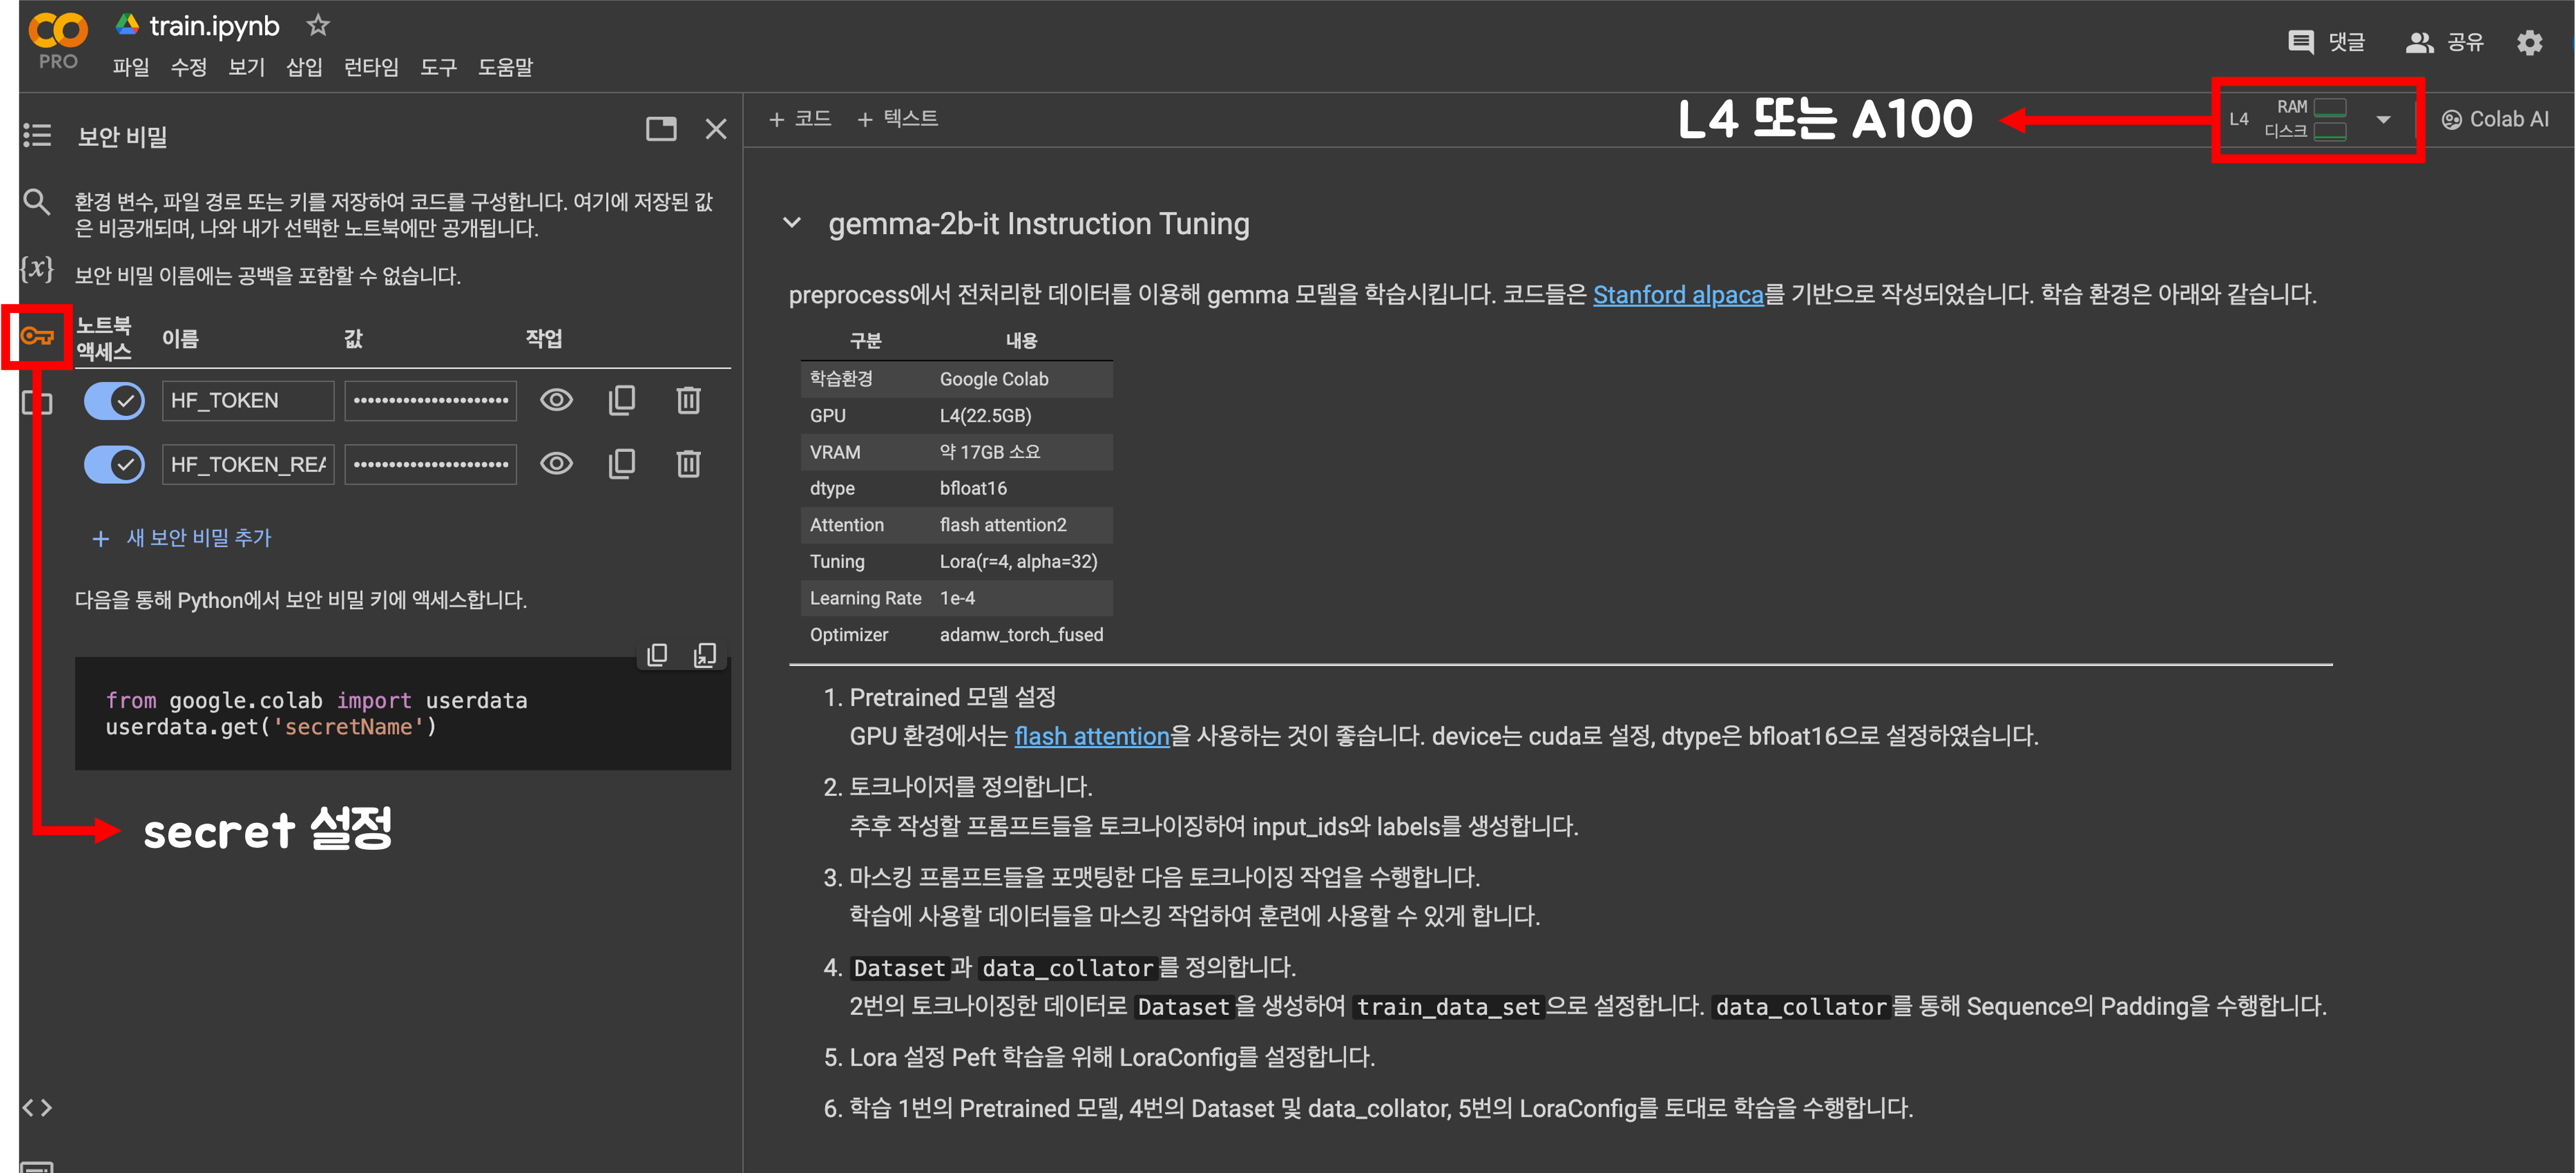 train.ipynb
PRO
파일 수정 보기 삽입 런타임 도구 도움말
댓글 공유
보안 비밀
환경 변수, 파일 경로 또는 키를 저장하여 코드를 구성합니다. 여기에 저장된 값
은 비공개되며, 나와 내가 선택한 노트북에만 공개됩니다.
보안 비밀 이름에는 공백을 포함할 수 없습니다.
{x}
노트북
액세스 이름 값 작업
HF_TOKEN ••••••••••••••••••••••
HF_TOKEN_REA ••••••••••••••••••••••
+ 새 보안 비밀 추가
다음을 통해 Python에서 보안 비밀 키에 액세스합니다.
from google.colab import userdata
userdata.get('secretName')
secret 설정
+ 코드 + 텍스트
L4 또는 A100
L4 RAM
디스크
Colab AI
gemma-2b-it Instruction Tuning
preprocess에서 전처리한 데이터를 이용해 gemma 모델을 학습시킵니다. 코드들은 Stanford alpaca를 기반으로 작성되었습니다. 학습 환경은 아래와 같습니다.
구분 내용
학습환경 Google Colab
GPU L4(22.5GB)
VRAM 약 17GB 소요
dtype bfloat16
Attention flash attention2
Tuning Lora(r=4, alpha=32)
Learning Rate 1e-4
Optimizer adamw_torch_fused
1. Pretrained 모델 설정
GPU 환경에서는 flash attention을 사용하는 것이 좋습니다. device는 cuda로 설정, dtype은 bfloat16으로 설정하였습니다.
2. 토크나이저를 정의합니다.
추후 작성할 프롬프트들을 토크나이징하여 input_ids와 labels를 생성합니다.
3. 마스킹 프롬프트들을 포맷팅한 다음 토크나이징 작업을 수행합니다.
학습에 사용할 데이터들을 마스킹 작업하여 훈련에 사용할 수 있게 합니다.
4. Dataset과 data_collator를 정의합니다.
2번의 토크나이징한 데이터로 Dataset을 생성하여 train_data_set으로 설정합니다. data_collator를 통해 Sequence의 Padding을 수행합니다.
5. Lora 설정 Peft 학습을 위해 LoraConfig를 설정합니다.
6. 학습 1번의 Pretrained 모델, 4번의 Dataset 및 data_collator, 5번의 LoraConfig를 토대로 학습을 수행합니다.